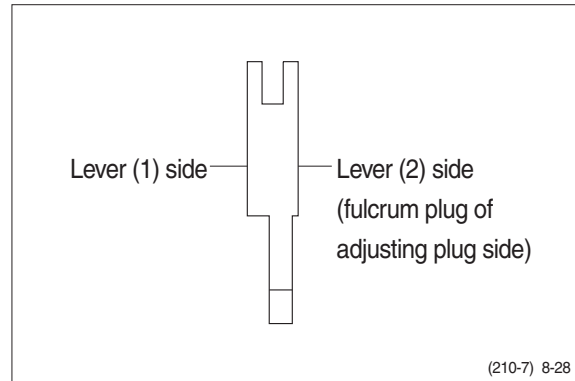 Lever (1) side
Lever (2) side
(fulcrum plug of
adjusting plug side)
(210-7) 8-28